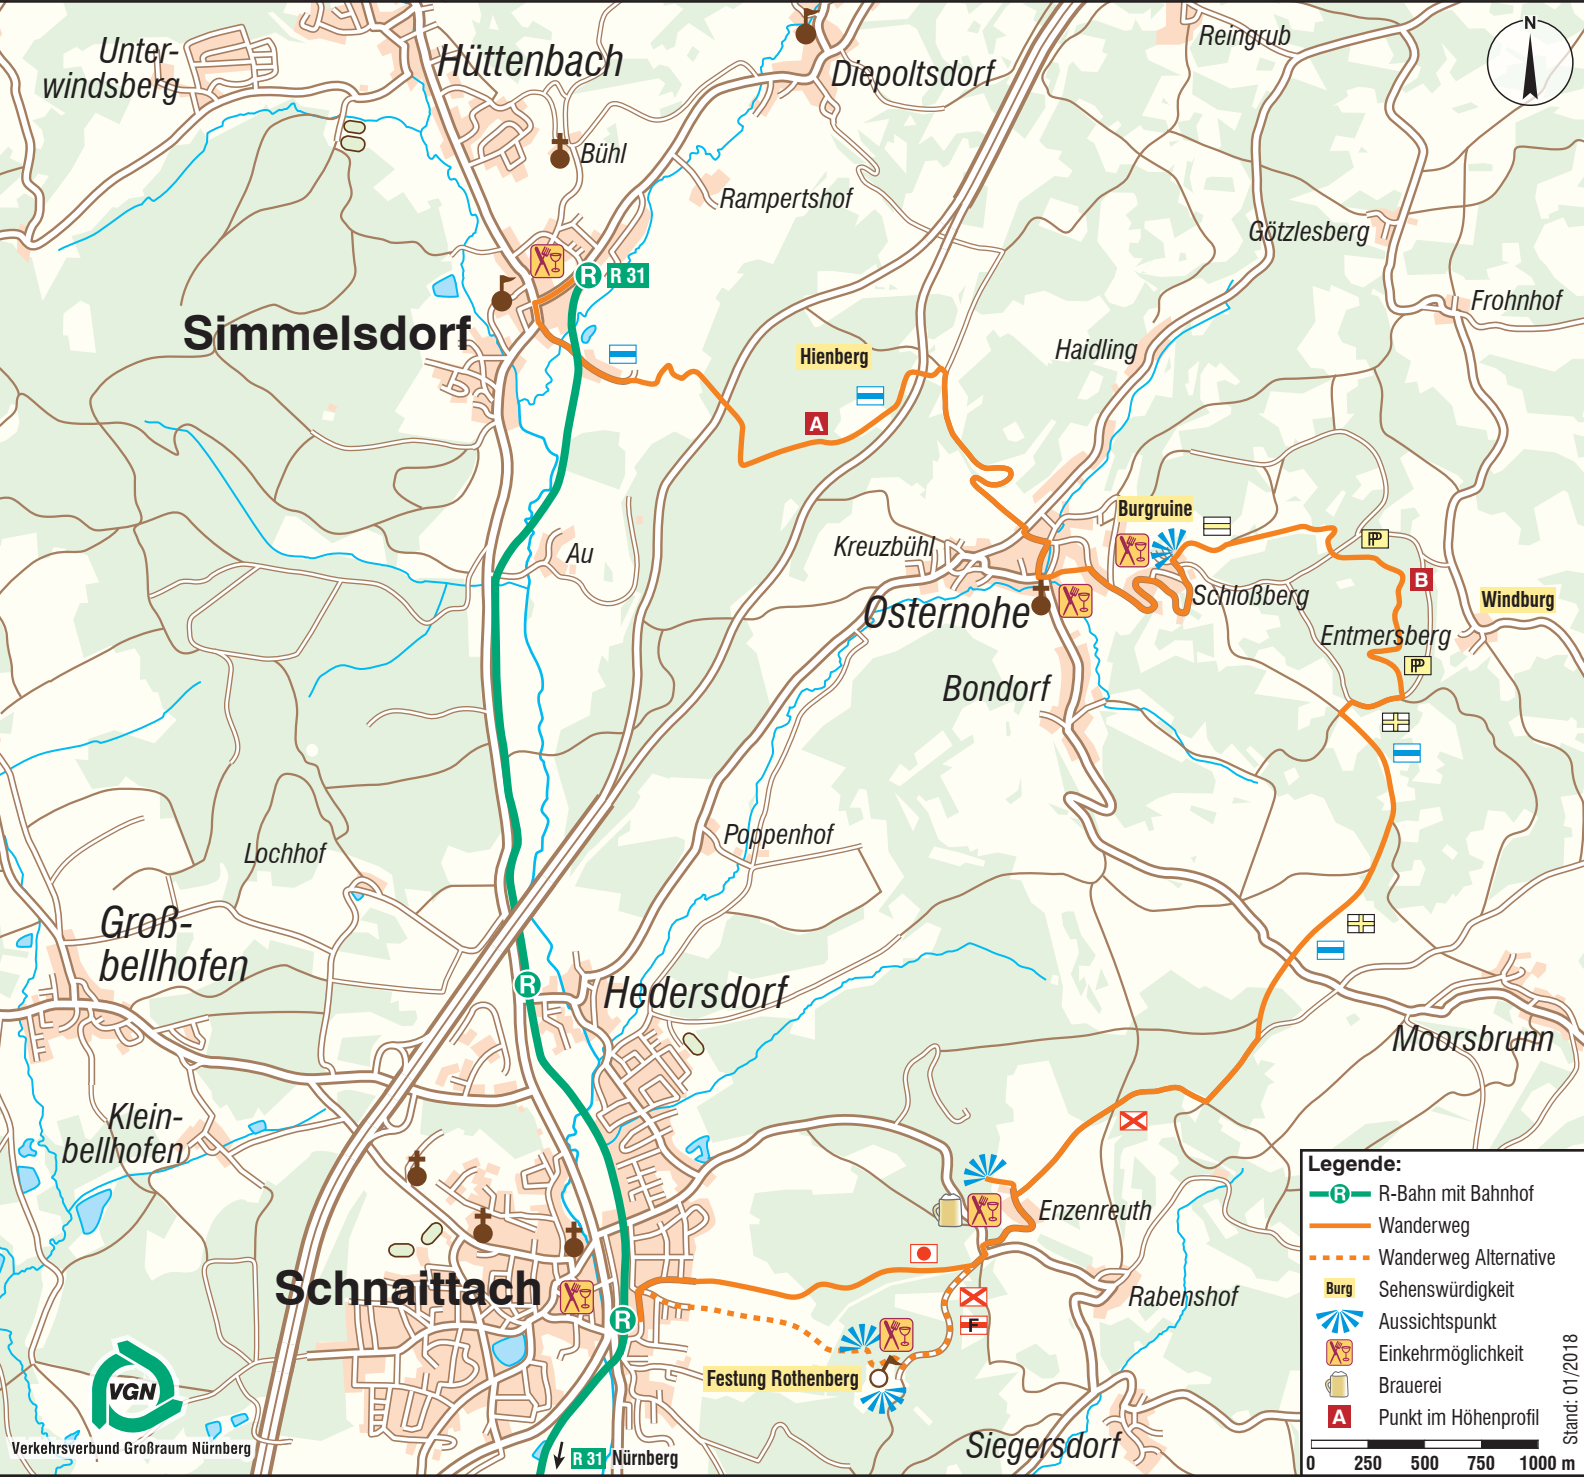 Unter-
windsberg
Hüttenbach
Diepoltsdorf
Reingrub
N
Bühl
Rampertshof
Götzlesberg
R
R 31
Frohnhof
Simmelsdorf
Hienberg
Haidling
A
Burgruine
Au
Kreuzbühl
PP
B
Osternohe
Schloßberg
Windburg
Entmersberg
PP
Bondorf
Poppenhof
Lochhof
Groß-
bellhofen
R
Hedersdorf
Moorsbrunn
Klein-
bellhofen
Enzenreuth
Schnaittach
R
Rabenshof
F
Festung Rothenberg
Siegersdorf
VGN
Verkehrsverbund Großraum Nürnberg
R 31 Nürnberg
Legende:
R R-Bahn mit Bahnhof
Wanderweg
Wanderweg Alternative
Burg Sehenswürdigkeit
Aussichtspunkt
Einkehrmöglichkeit
Brauerei
A Punkt im Höhenprofil
0 250 500 750 1000 m
Stand: 01/2018